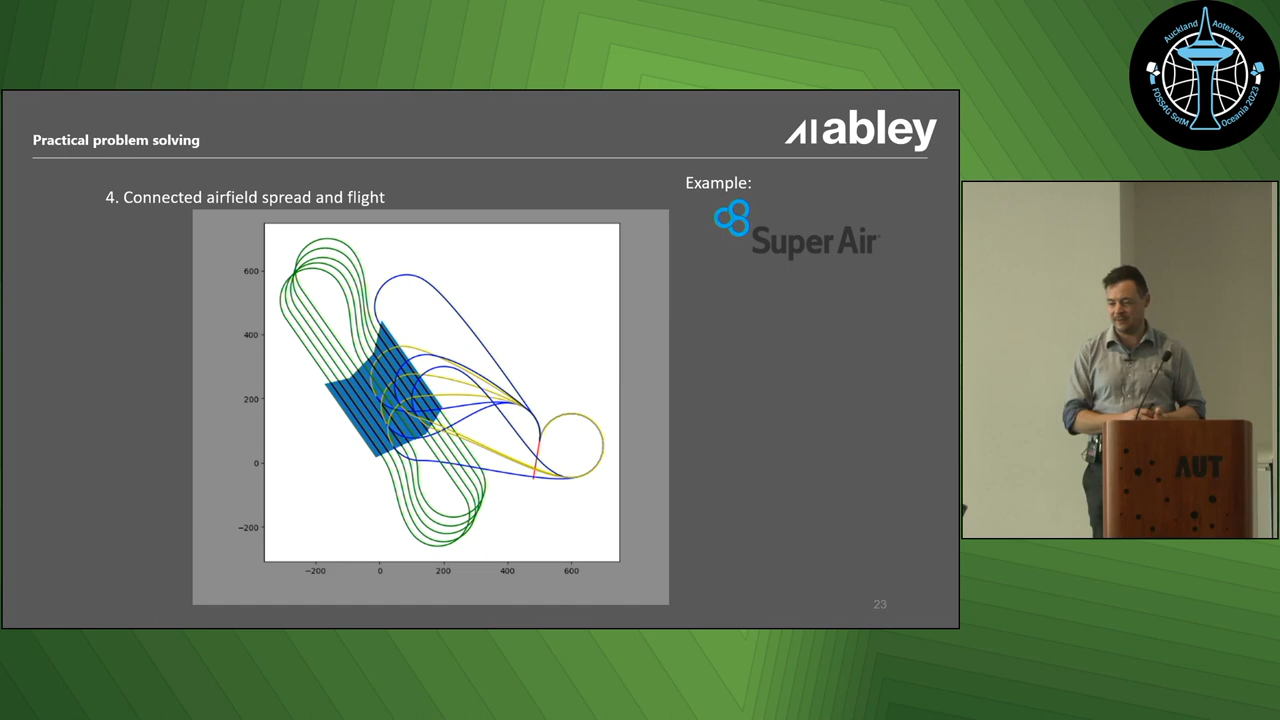 Auckland Aotearoa
FOSS4G SotM Oceania 2023
Practical problem solving
abley
4. Connected airfield spread and flight
Example:
Super Air
600
400
200
0
−200
−200
0
200
400
600
23
AUT